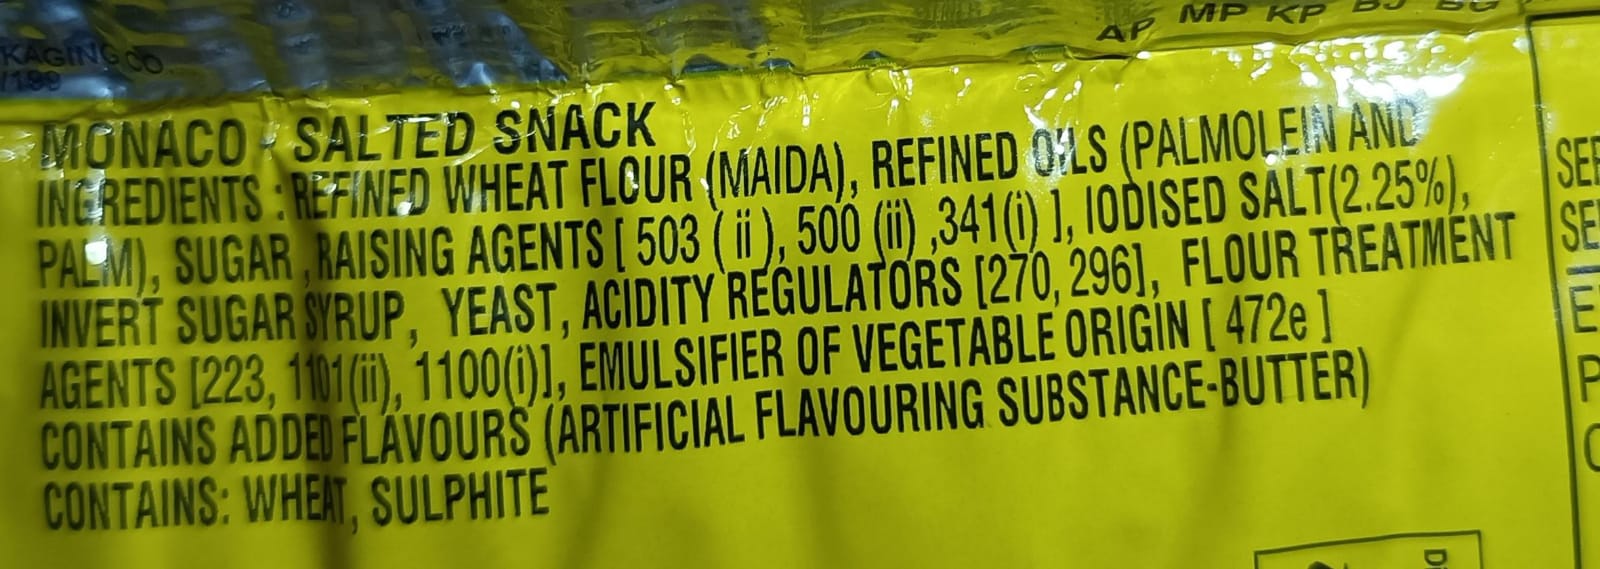 KAGING CO
/199
AP MP KP BJ
MONACO - SALTED SNACK
INGREDIENTS : REFINED WHEAT FLOUR (MAIDA), REFINED OILS (PALMOLEIN AND
PALM), SUGAR , RAISING AGENTS [ 503 ( ii ), 500 (ii) ,341(i) ], IODISED SALT(2.25%),
INVERT SUGAR SYRUP, YEAST, ACIDITY REGULATORS [270, 296], FLOUR TREATMENT
AGENTS [223, 1101(ii), 1100(i)], EMULSIFIER OF VEGETABLE ORIGIN [ 472e ]
CONTAINS ADDED FLAVOURS (ARTIFICIAL FLAVOURING SUBSTANCE-BUTTER)
CONTAINS: WHEAT, SULPHITE